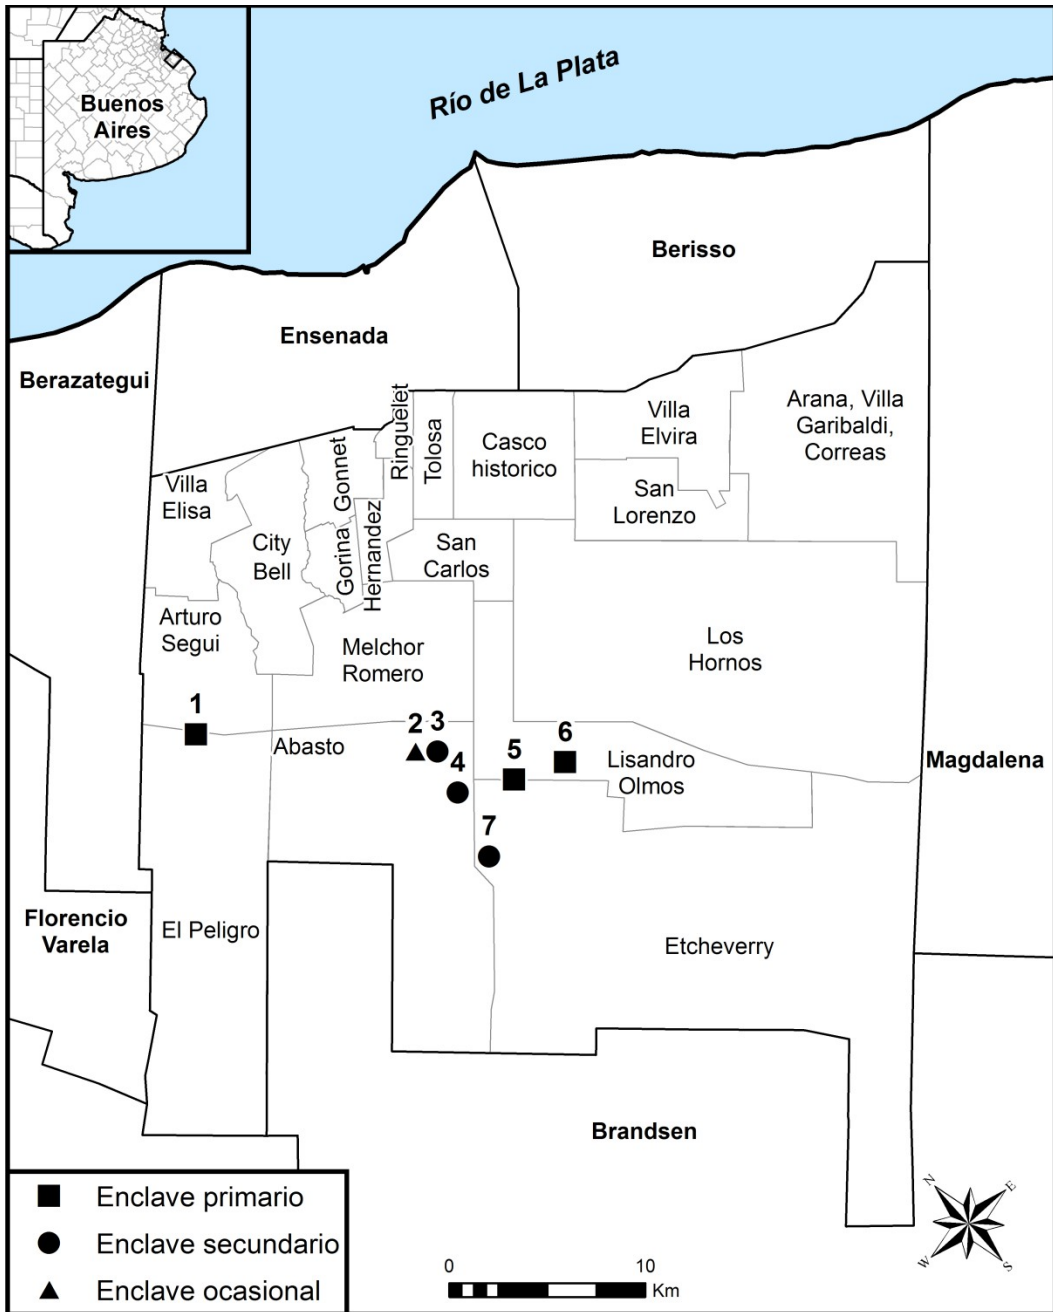 Buenos
Aires
Río de La Plata
Berisso
Ensenada
Berazategui
Ringuelet
Tolosa
Casco
historico
Villa
Elvira
Arana, Villa
Garibaldi,
Correas
Villa
Elisa
Gonnet
San
Lorenzo
City
Bell
Gorina
Hernandez
San
Carlos
Arturo
Segui
Melchor
Romero
Los
Hornos
1
2
3
4
5
6
7
Abasto
Lisandro
Olmos
Magdalena
Florencio
Varela
El Peligro
Etcheverry
Brandsen
Enclave primario
Enclave secundario
Enclave ocasional
0 10
Km
N
E
W
S